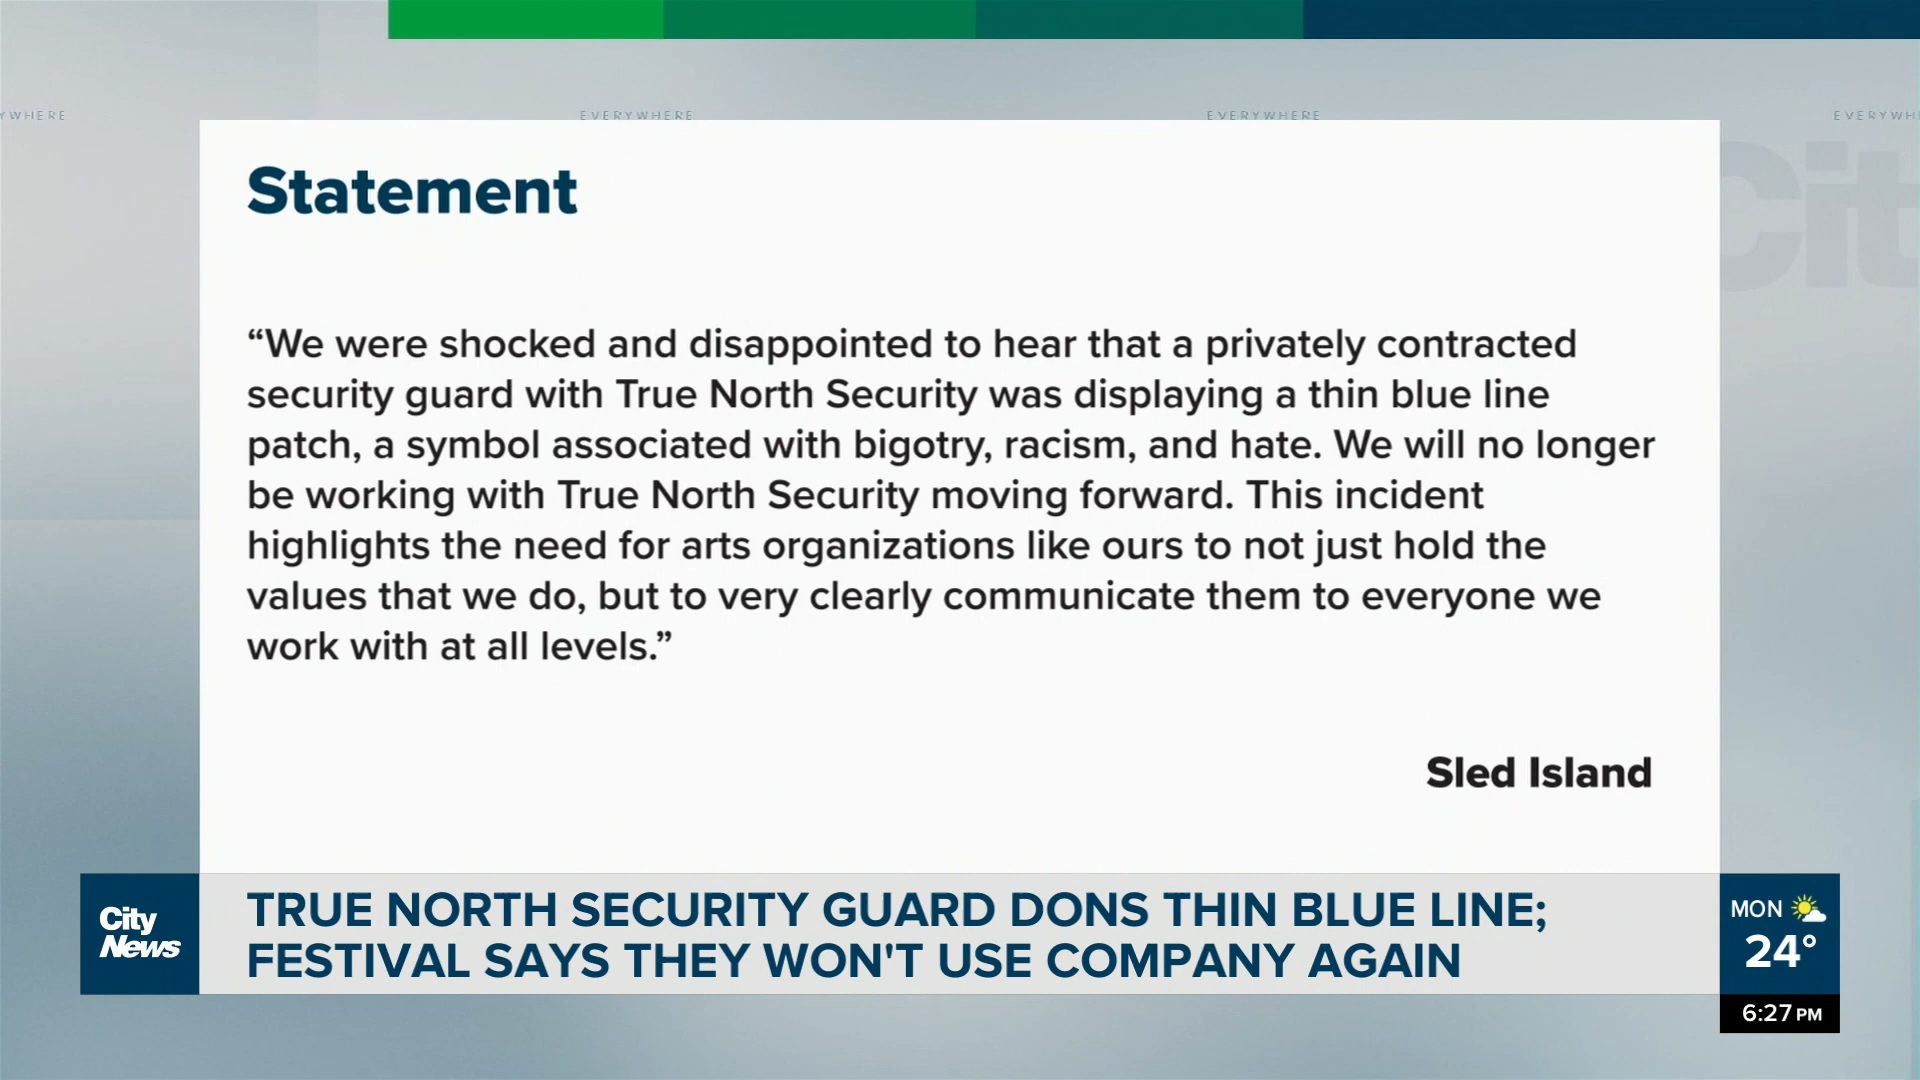 YWHERE EVERYWHERE EVERYWHERE EVERYWH
Cit
Statement
“We were shocked and disappointed to hear that a privately contracted
security guard with True North Security was displaying a thin blue line
patch, a symbol associated with bigotry, racism, and hate. We will no longer
be working with True North Security moving forward. This incident
highlights the need for arts organizations like ours to not just hold the
values that we do, but to very clearly communicate them to everyone we
work with at all levels.”
Sled Island
City
News
TRUE NORTH SECURITY GUARD DONS THIN BLUE LINE;
FESTIVAL SAYS THEY WON'T USE COMPANY AGAIN
MON
24°
6:27 PM